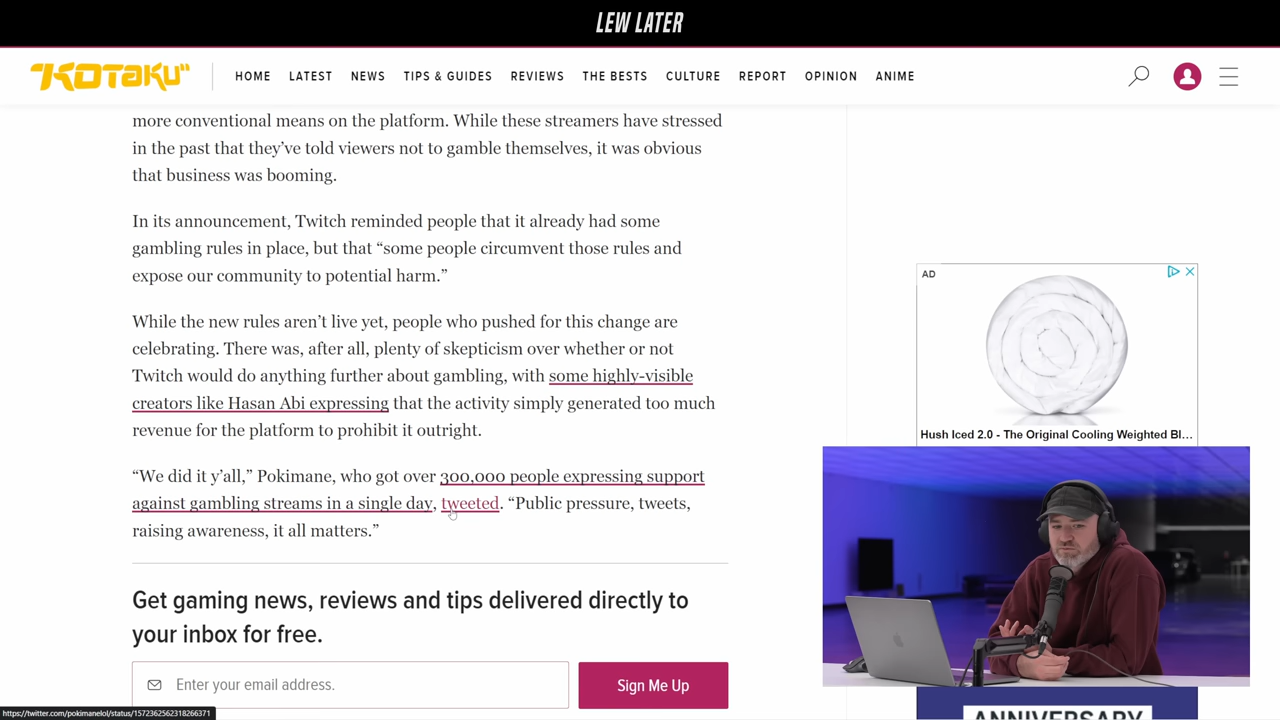 LEW LATER
KOTAKU
HOME LATEST NEWS TIPS & GUIDES REVIEWS THE BESTS CULTURE REPORT OPINION ANIME
more conventional means on the platform. While these streamers have stressed
in the past that they’ve told viewers not to gamble themselves, it was obvious
that business was booming.
In its announcement, Twitch reminded people that it already had some
gambling rules in place, but that “some people circumvent those rules and
expose our community to potential harm.”
While the new rules aren’t live yet, people who pushed for this change are
celebrating. There was, after all, plenty of skepticism over whether or not
Twitch would do anything further about gambling, with some highly-visible
creators like Hasan Abi expressing that the activity simply generated too much
revenue for the platform to prohibit it outright.
“We did it y’all,” Pokimane, who got over 300,000 people expressing support
against gambling streams in a single day, tweeted. “Public pressure, tweets,
raising awareness, it all matters.”
Get gaming news, reviews and tips delivered directly to
your inbox for free.
Enter your email address.
Sign Me Up
AD
Hush Iced 2.0 - The Original Cooling Weighted Bl...
ANNIVERSARY
https://twitter.com/pokimanelol/status/1572362562318266371